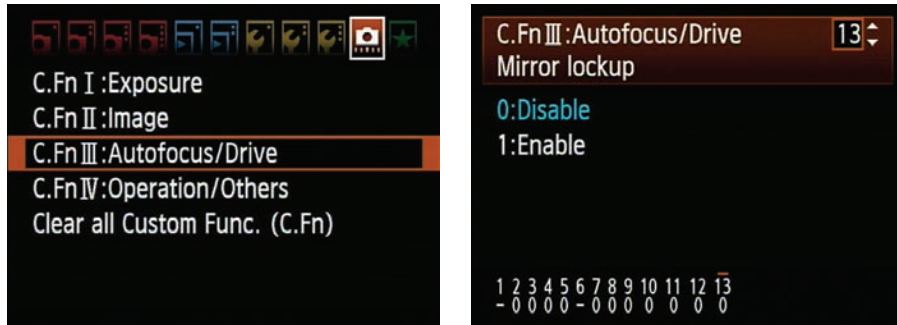 C.Fn Ⅰ :Exposure
C.Fn Ⅱ :Image
C.Fn Ⅲ :Autofocus/Drive
C.Fn Ⅳ :Operation/Others
Clear all Custom Func. (C.Fn)
C.Fn Ⅲ :Autofocus/Drive 13
Mirror lockup
0:Disable
1:Enable
1 2 3 4 5 6 7 8 9 10 11 12 13
- 0 0 0 0 - 0 0 0 0 0 0 0